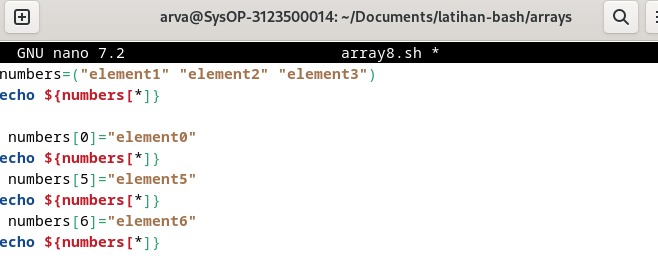 arva@SysOP-3123500014: ~/Documents/latihan-bash/arrays
GNU nano 7.2 array8.sh *
numbers=("element1" "element2" "element3")
echo ${numbers[*]}
numbers[0]="element0"
echo ${numbers[*]}
numbers[5]="element5"
echo ${numbers[*]}
numbers[6]="element6"
echo ${numbers[*]}